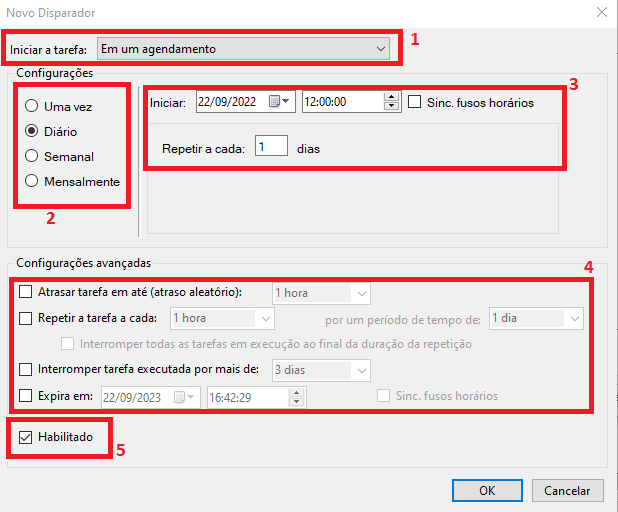 Novo Disparador
Iniciar a tarefa: Em um agendamento 1
Configurações
Uma vez
Diário
Semanal
Mensalmente
2
Iniciar: 22/09/2022 12:00:00 Sinc. fusos horários 3
Repetir a cada: 1 dias
Configurações avançadas 4
Atrasar tarefa em até (atraso aleatório): 1 hora
Repetir a tarefa a cada: 1 hora por um período de tempo de: 1 dia
Interromper todas as tarefas em execução ao final da duração da repetição
Interromper tarefa executada por mais de: 3 dias
Expira em: 22/09/2023 16:42:29 Sinc. fusos horários
Habilitado 5
OK Cancelar